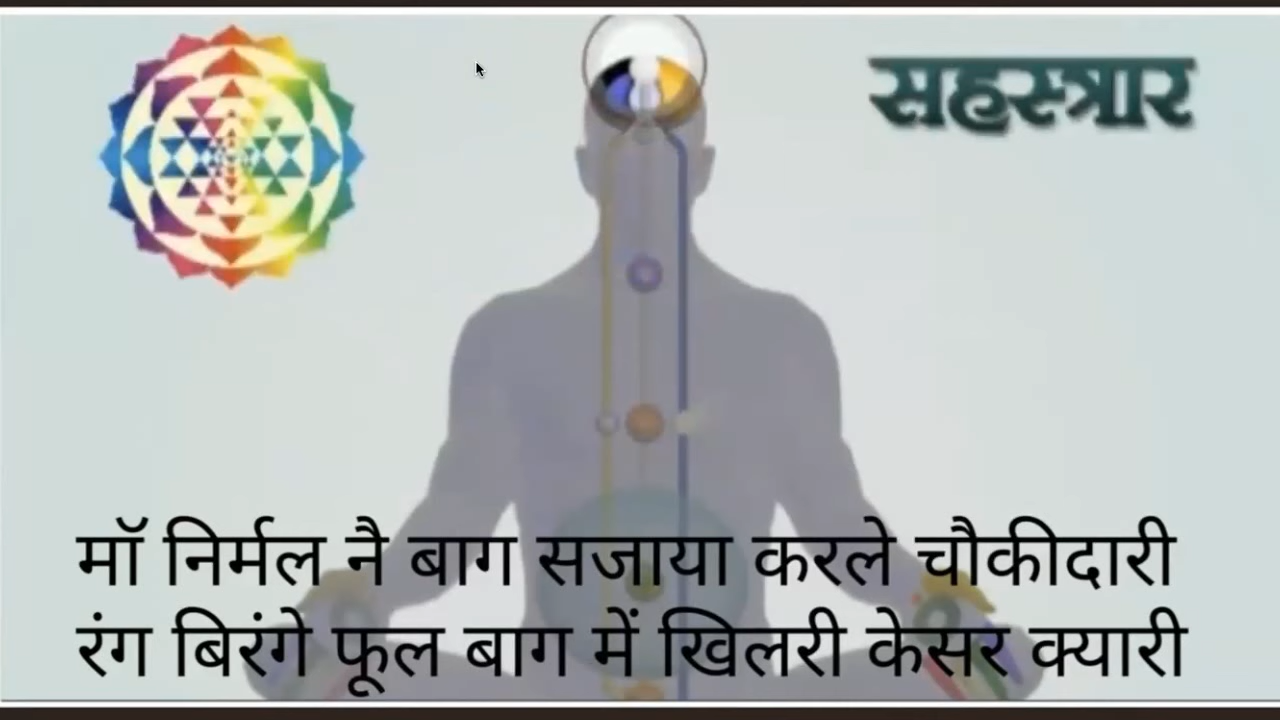 सहस्त्रार
मॉ निर्मल नै बाग सजाया करले चौकीदारी
रंग बिरंगे फूल बाग में खिलरी केसर क्यारी